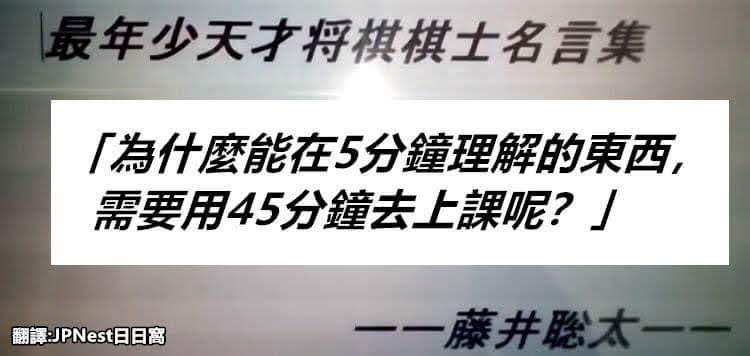 最年少天才将棋棋士名言集
「為什麼能在5分鐘理解的東西,
需要用45分鐘去上課呢？」
翻譯:JPNest日日窩
——藤井聡太——